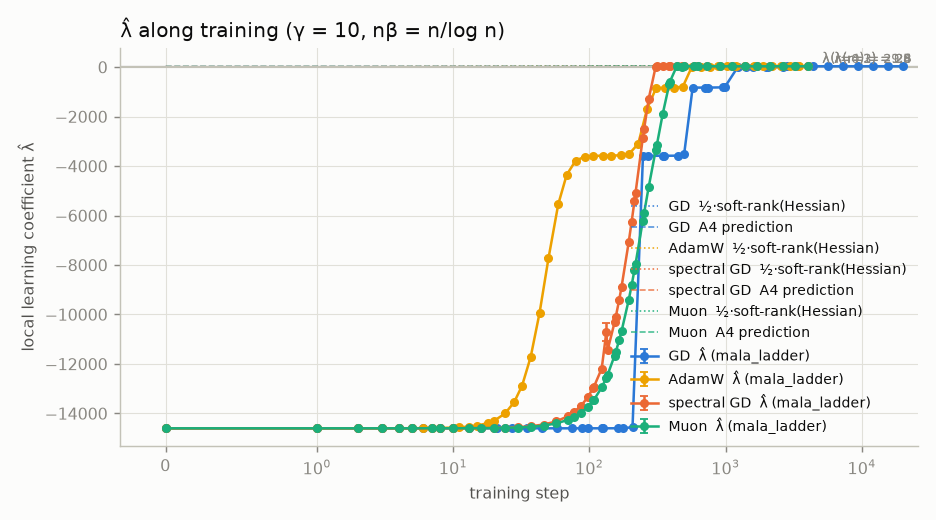 λ̂ along training (γ = 10, nβ = n/log n)
0
−2000
−4000
−6000
−8000
−10000
−12000
−14000
local learning coefficient λ̂
GD ½·soft-rank(Hessian)
GD A4 prediction
AdamW ½·soft-rank(Hessian)
spectral GD ½·soft-rank(Hessian)
spectral GD A4 prediction
Muon ½·soft-rank(Hessian)
Muon A4 prediction
GD λ̂ (mala_ladder)
AdamW λ̂ (mala_ladder)
spectral GD λ̂ (mala_ladder)
Muon λ̂ (mala_ladder)
0 10⁰ 10¹ 10² 10³ 10⁴
training step